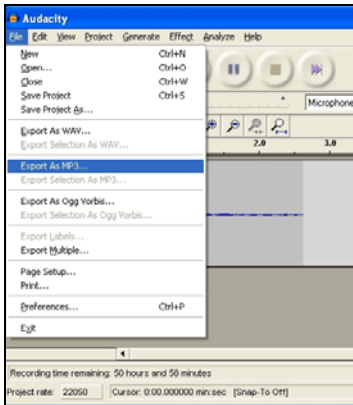 Audacity
File Edit View Project Generate Effect Analyze Help
New Ctrl+N
Open... Ctrl+O
Close Ctrl+W
Save Project Ctrl+S
Save Project As...
Export As WAV...
Export Selection As WAV...
Export As MP3...
Export Selection As MP3...
Export As Ogg Vorbis...
Export Selection As Ogg Vorbis...
Export Labels...
Export Multiple...
Page Setup...
Print...
Preferences... Ctrl+P
Exit
Microphone
2.0 3.0
Recording time remaining: 50 hours and 58 minutes
Project rate: 22050 Cursor: 0:00.000000 min:sec [Snap-To Off]